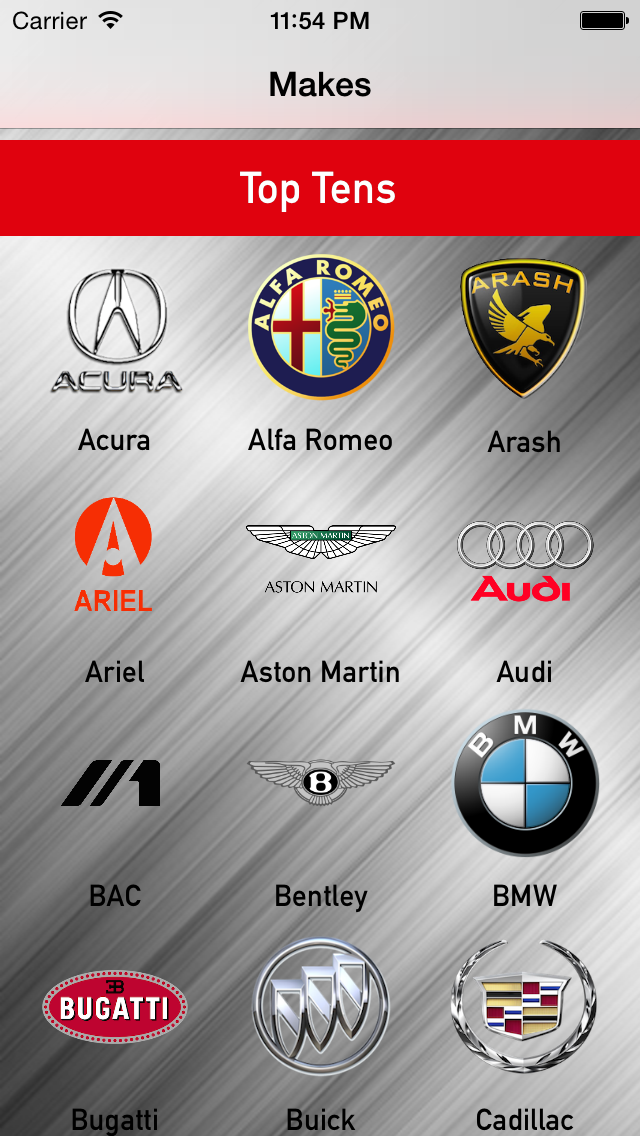 Carrier 11:54 PM
Makes
Top Tens
ACURA
ALFA ROMEO
ARASH
Acura
Alfa Romeo
Arash
A
ARIEL
ASTON MARTIN
ASTON MARTIN
Audi
Ariel
Aston Martin
Audi
B
BMW
BAC
Bentley
BMW
EB
BUGATTI
Bugatti
Buick
Cadillac